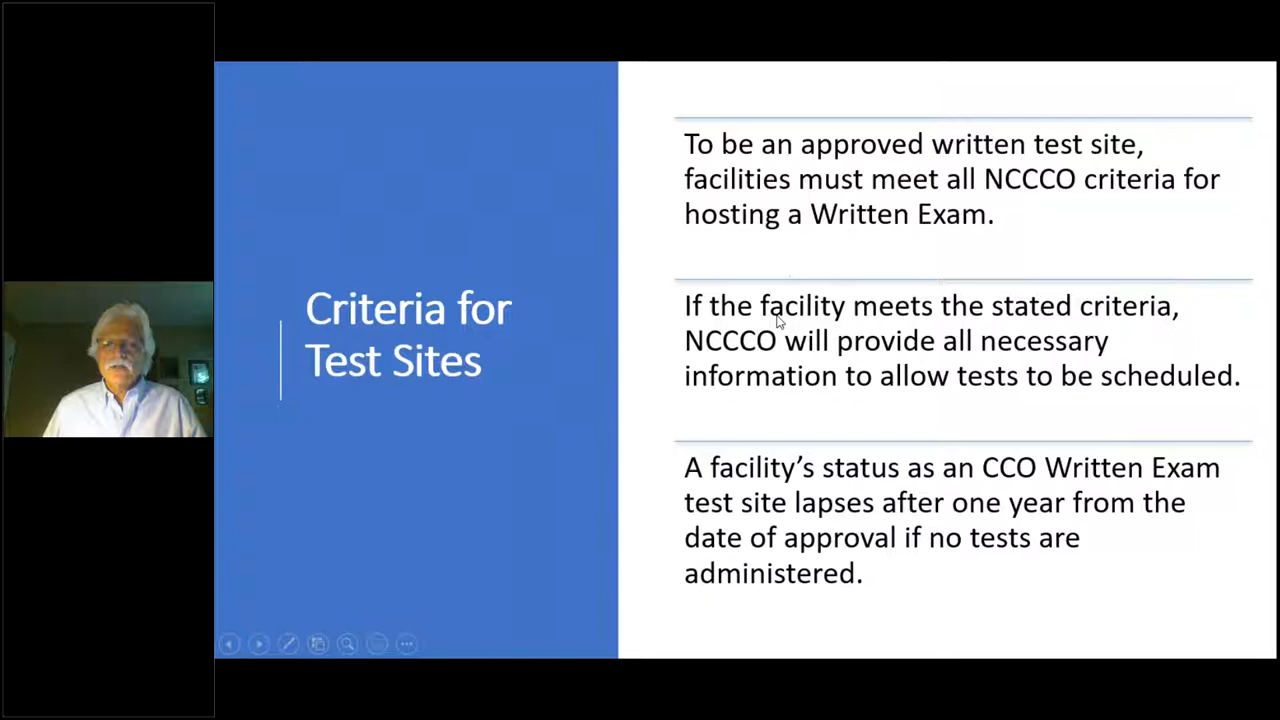 Criteria for
Test Sites
To be an approved written test site,
facilities must meet all NCCCO criteria for
hosting a Written Exam.
If the facility meets the stated criteria,
NCCCO will provide all necessary
information to allow tests to be scheduled.
A facility’s status as an CCO Written Exam
test site lapses after one year from the
date of approval if no tests are
administered.